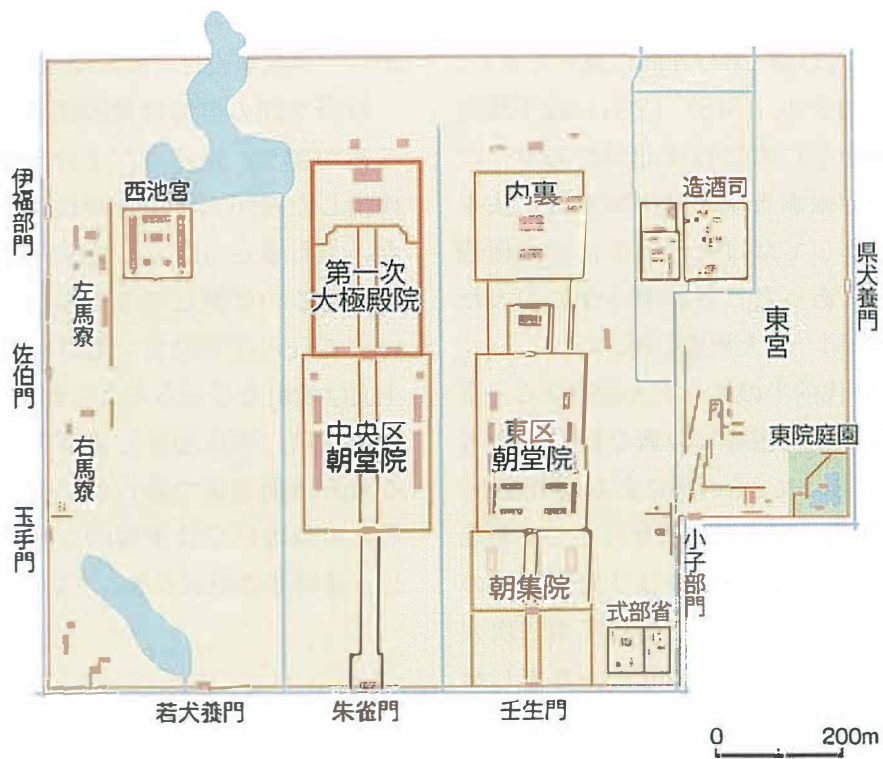 伊福部門
西池宮
左馬寮
佐伯門
右馬寮
玉手門
第一次
大極殿院
中央区
朝堂院
内裏
東区
朝堂院
朝集院
造酒司
県犬養門
東宮
東院庭園
小子部門
式部省
若犬養門
朱雀門
壬生門
0 200m